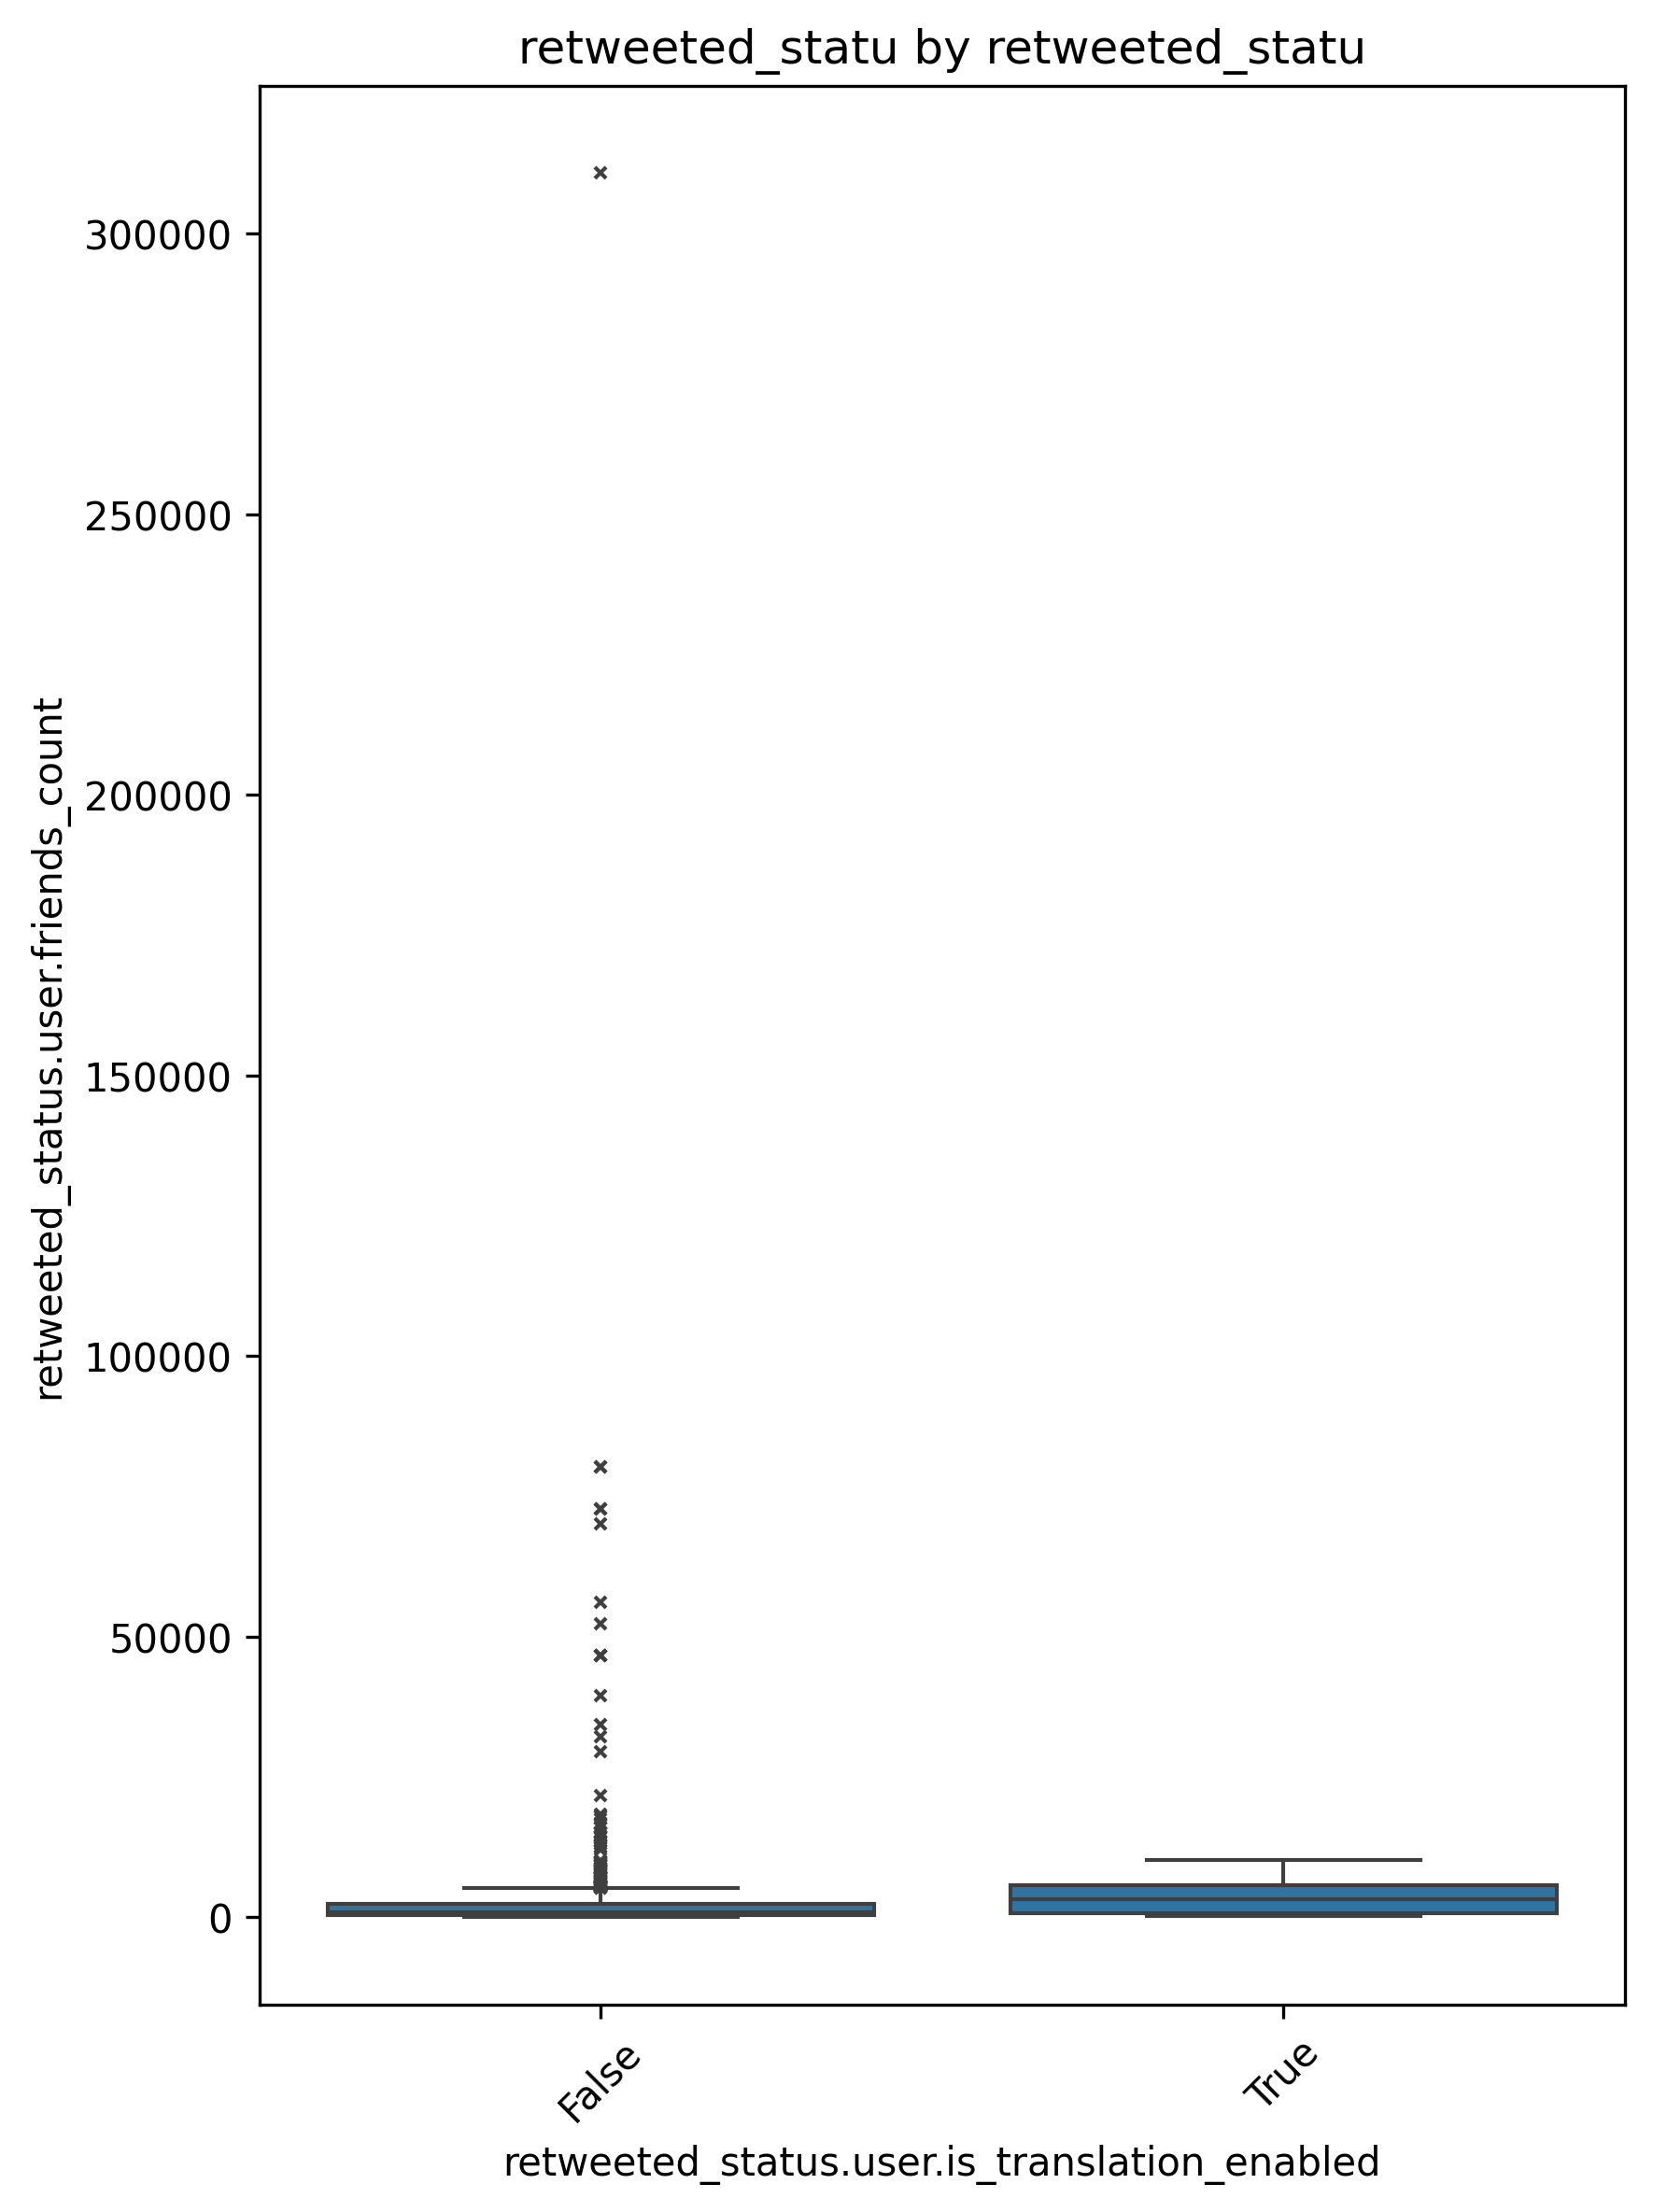 retweeted_statu by retweeted_statu
retweeted_status.user.friends_count
300000
250000
200000
150000
100000
50000
0
False
True
retweeted_status.user.is_translation_enabled